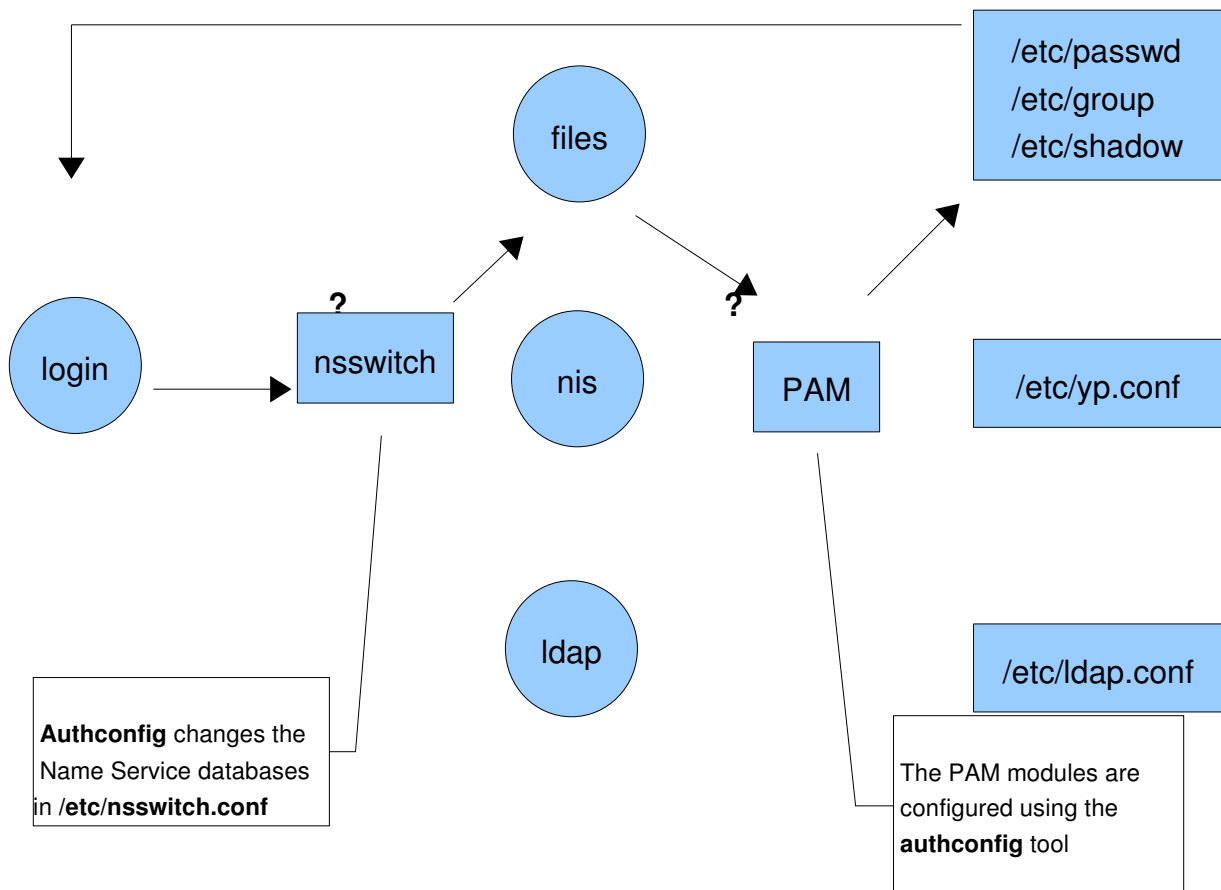 /etc/passwd
/etc/group
/etc/shadow
files
?
?
login
nsswitch
nis
PAM
/etc/yp.conf
ldap
/etc/ldap.conf
Authconfig changes the
Name Service databases
in /etc/nsswitch.conf
The PAM modules are
configured using the
authconfig tool